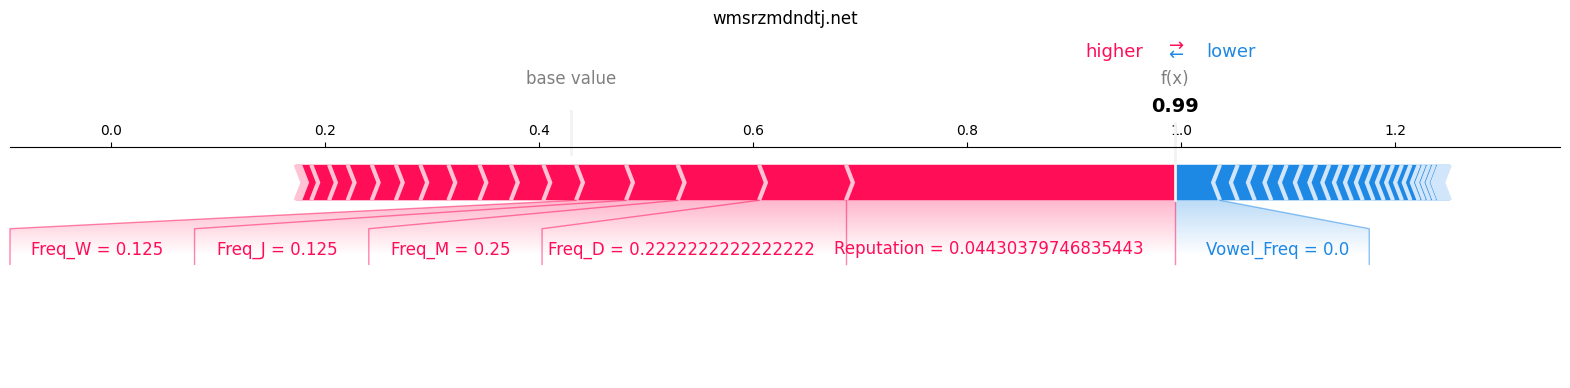 wmsrzmdndtj.net
higher ⇄ lower
base value
f(x)
0.99
0.0 0.2 0.4 0.6 0.8 1.0 1.2
Freq_W = 0.125 Freq_J = 0.125 Freq_M = 0.25 Freq_D = 0.2222222222222222 Reputation = 0.04430379746835443 Vowel_Freq = 0.0